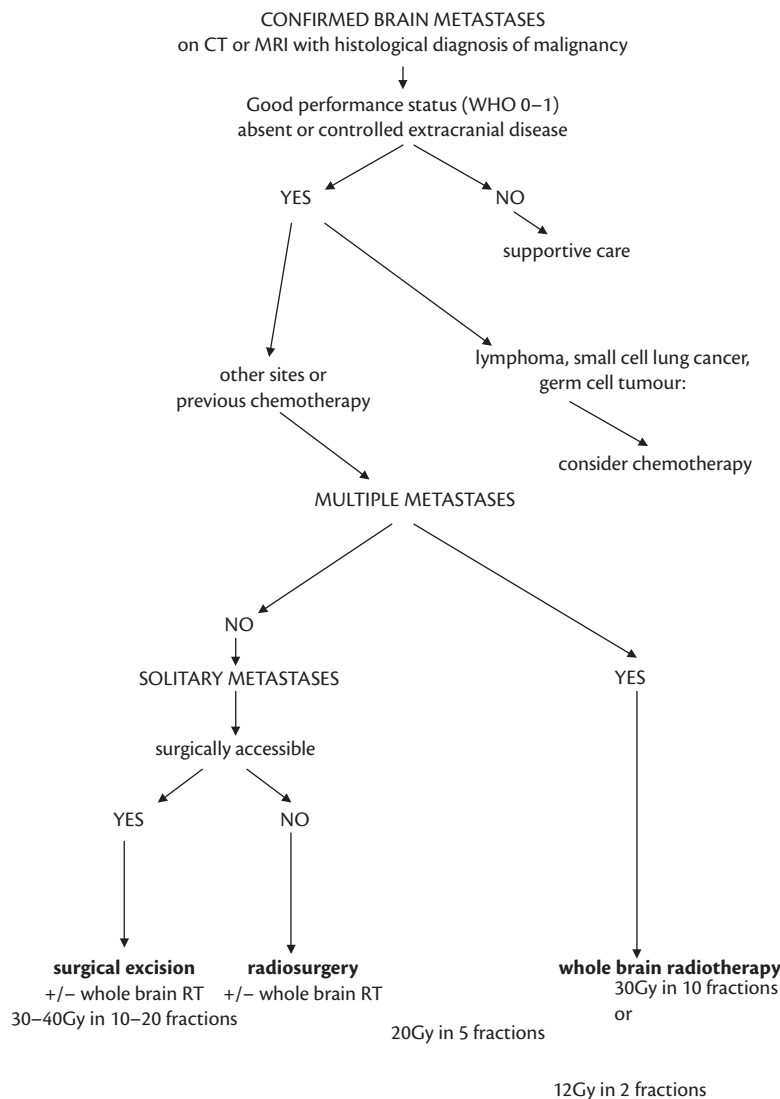 CONFIRMED BRAIN METASTASES
on CT or MRI with histological diagnosis of malignancy
Good performance status (WHO 0–1)
absent or controlled extracranial disease
YES
NO
supportive care
other sites or
previous chemotherapy
lymphoma, small cell lung cancer,
germ cell tumour:
consider chemotherapy
MULTIPLE METASTASES
NO
SOLITARY METASTASES
YES
surgically accessible
YES
NO
surgical excision
+/− whole brain RT
30–40Gy in 10–20 fractions
radiosurgery
+/− whole brain RT
whole brain radiotherapy
30Gy in 10 fractions
or
20Gy in 5 fractions
12Gy in 2 fractions